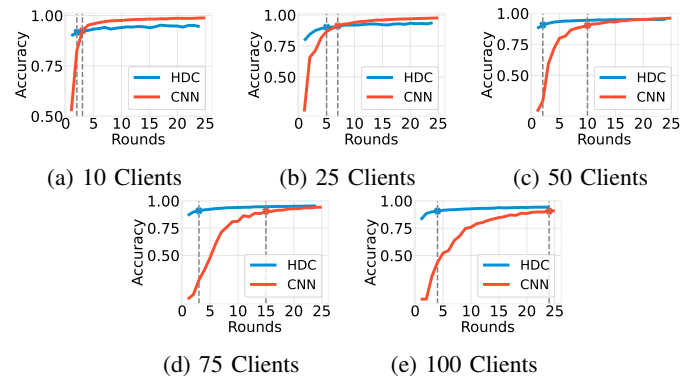 1.00
0.75
0.50
Accuracy
0 5 10 15 20 25
Rounds
HDC
CNN
(a) 10 Clients
1.00
0.75
0.50
Accuracy
0 5 10 15 20 25
Rounds
HDC
CNN
(b) 25 Clients
1.00
0.75
0.50
Accuracy
0 5 10 15 20 25
Rounds
HDC
CNN
(c) 50 Clients
1.00
0.75
0.50
Accuracy
0 5 10 15 20 25
Rounds
HDC
CNN
(d) 75 Clients
1.00
0.75
0.50
Accuracy
0 5 10 15 20 25
Rounds
HDC
CNN
(e) 100 Clients